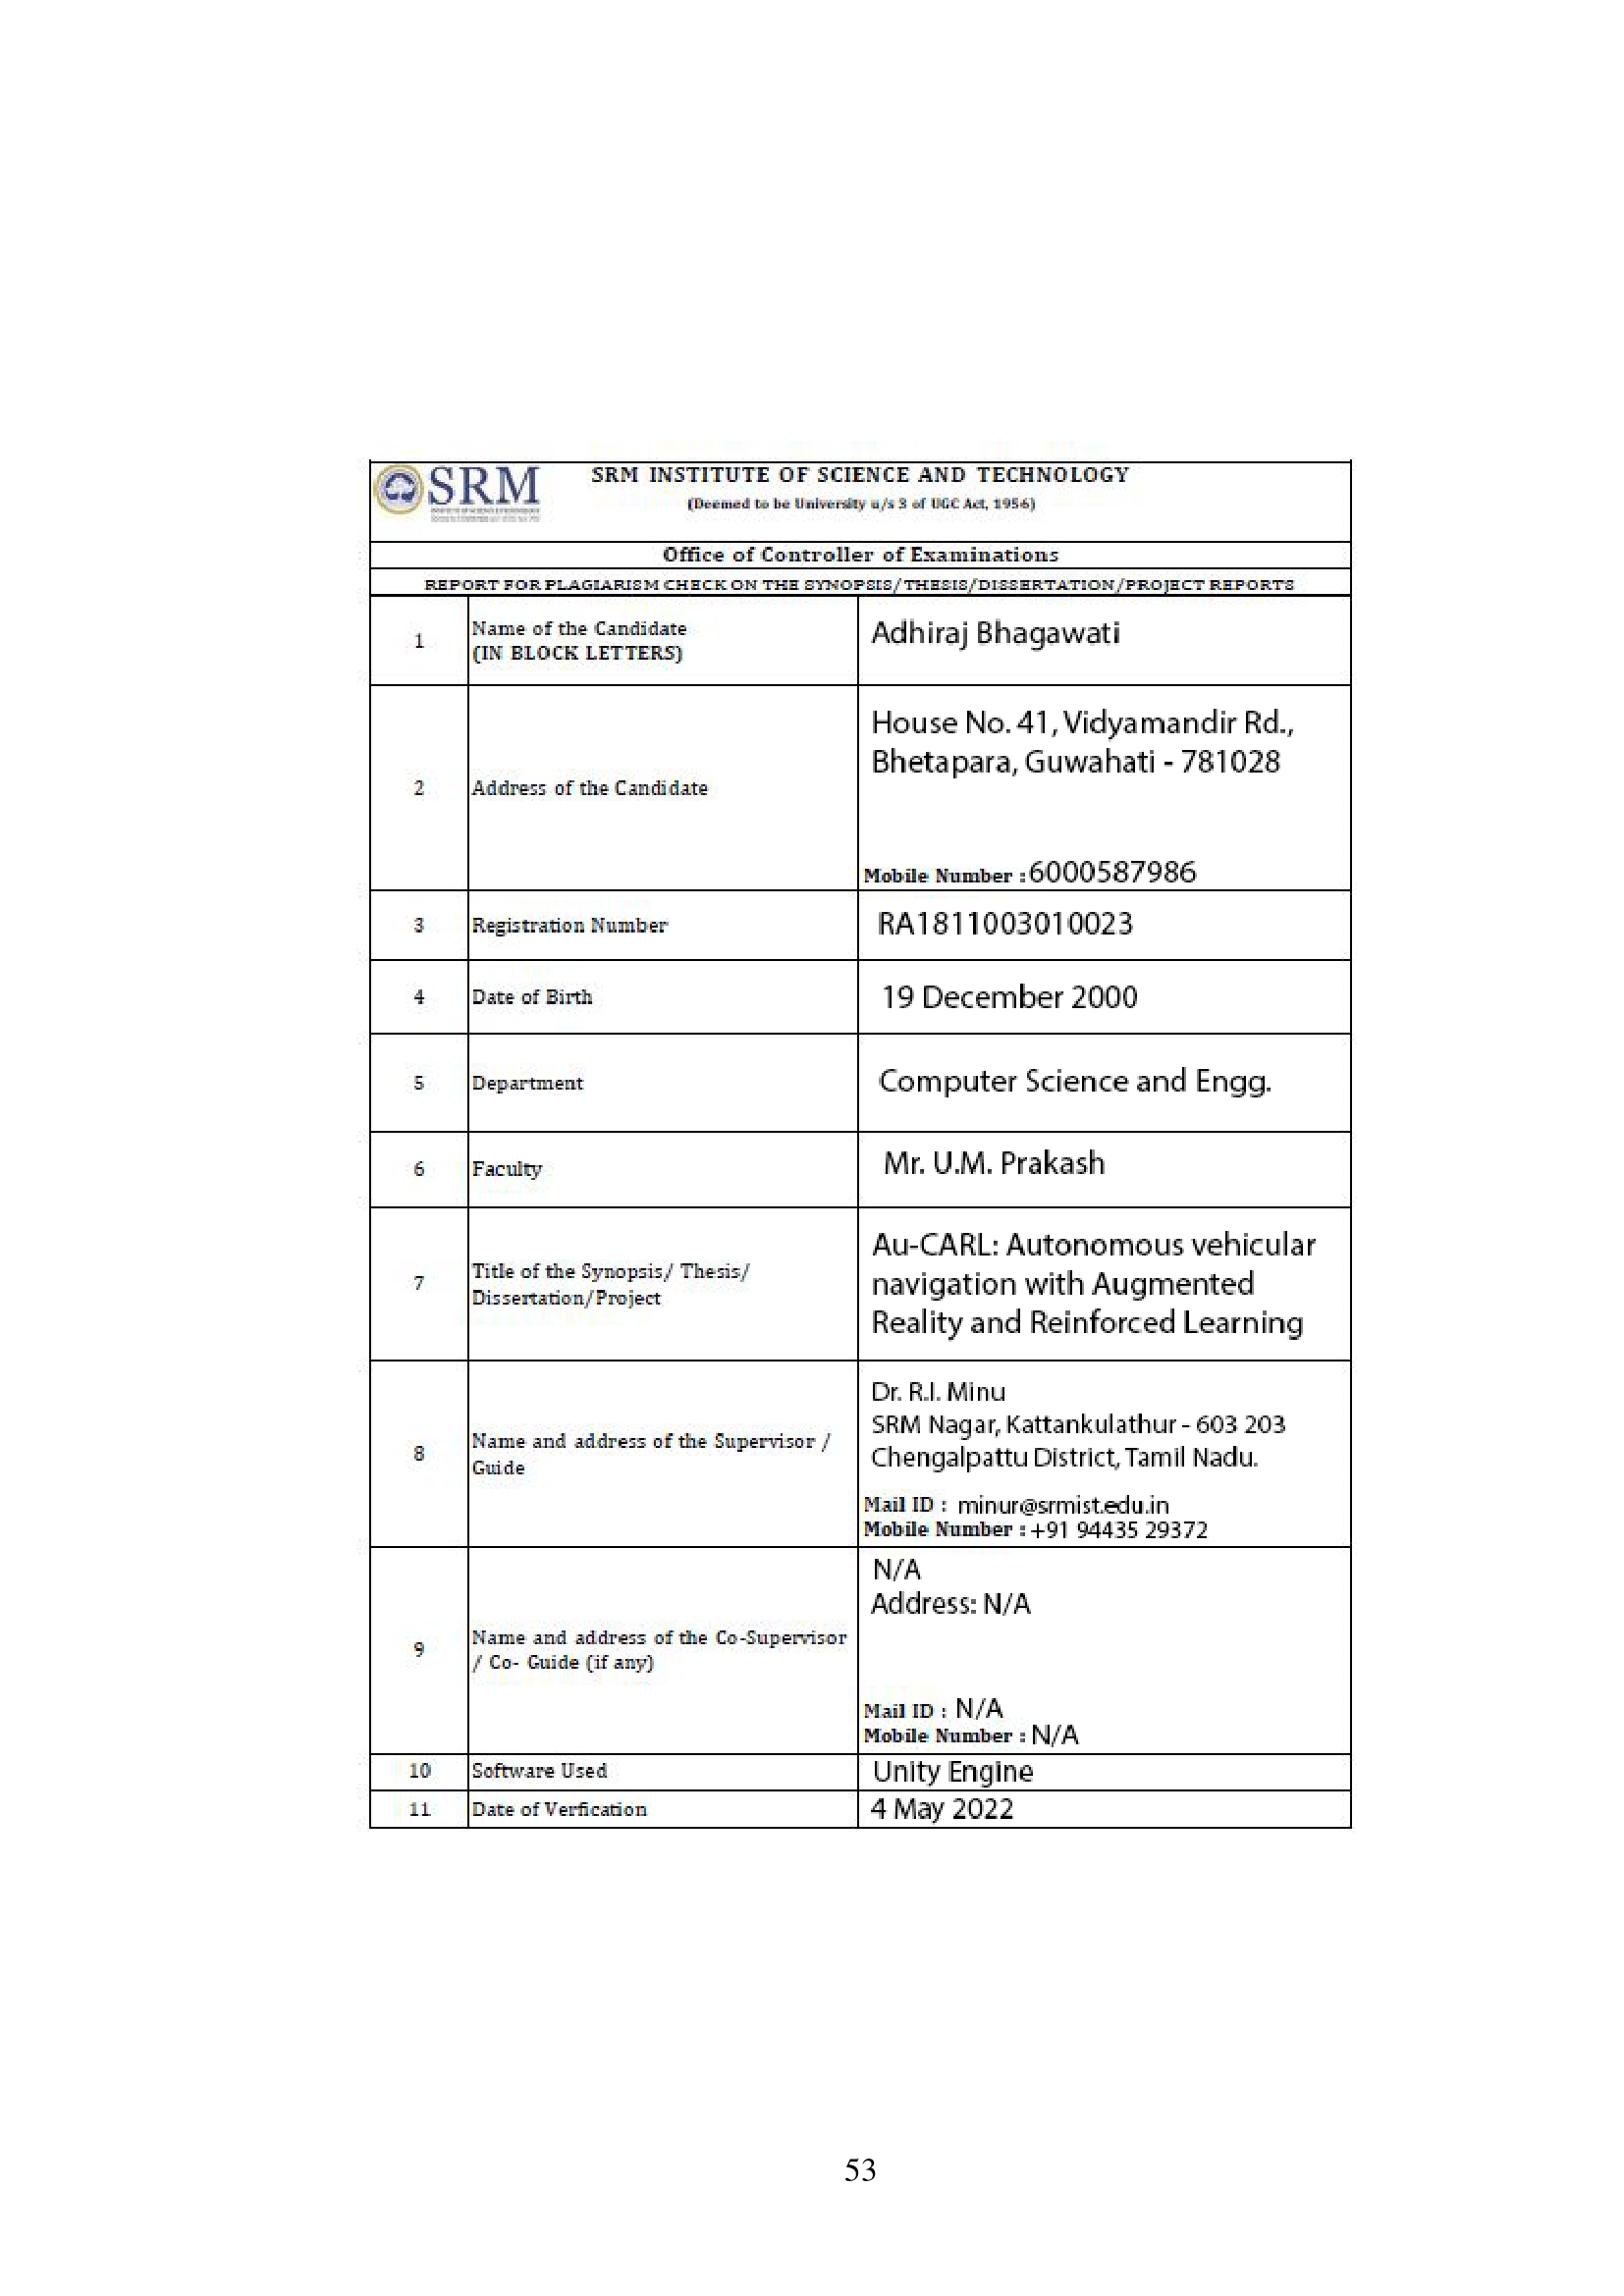 SRM
SRM INSTITUTE OF SCIENCE AND TECHNOLOGY
(Deemed to be University u/s 3 of UGC Act, 1956)
Office of Controller of Examinations
REPORT FOR PLAGIARISM CHECK ON THE SYNOPSIS/THESIS/DISSERTATION/PROJECT REPORTS
1
Name of the Candidate
(IN BLOCK LETTERS)
Adhiraj Bhagawati
2
Address of the Candidate
House No. 41, Vidyamandir Rd.,
Bhetapara, Guwahati - 781028
Mobile Number : 6000587986
3
Registration Number
RA1811003010023
4
Date of Birth
19 December 2000
5
Department
Computer Science and Engg.
6
Faculty
Mr. U.M. Prakash
7
Title of the Synopsis/ Thesis/
Dissertation/Project
Au-CARL: Autonomous vehicular
navigation with Augmented
Reality and Reinforced Learning
8
Name and address of the Supervisor /
Guide
Dr. R.I. Minu
SRM Nagar, Kattankulathur - 603 203
Chengalpattu District, Tamil Nadu.
Mail ID : minur@srmist.edu.in
Mobile Number : +91 94435 29372
9
Name and address of the Co-Supervisor
/ Co- Guide (if any)
N/A
Address: N/A
Mail ID : N/A
Mobile Number : N/A
10
Software Used
Unity Engine
11
Date of Verfication
4 May 2022
53